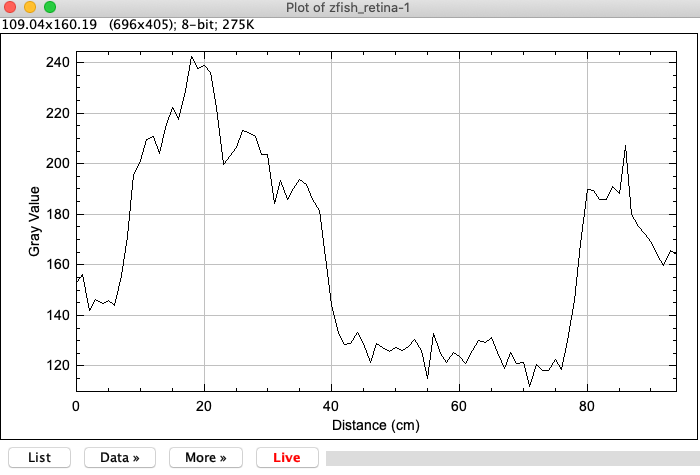 Plot of zfish_retina-1
109.04x160.19 (696x405); 8-bit; 275K
240
220
200
180
160
140
120
Gray Value
0 20 40 60 80
Distance (cm)
List Data » More » Live